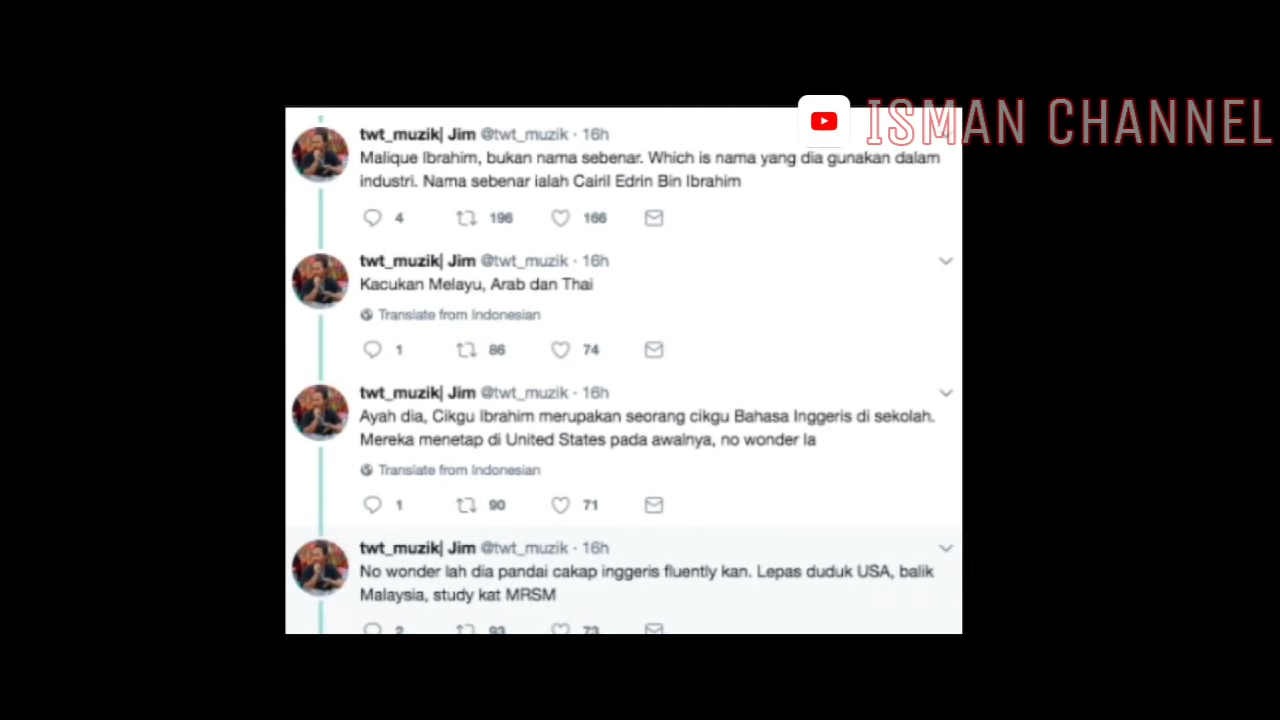 ISMAN CHANNEL
twt_muzik| Jim @twt_muzik · 16h
Malique Ibrahim, bukan nama sebenar. Which is nama yang dia gunakan dalam
industri. Nama sebenar ialah Cairil Edrin Bin Ibrahim
4 196 166
twt_muzik| Jim @twt_muzik · 16h
Kacukan Melayu, Arab dan Thai
Translate from Indonesian
1 86 74
twt_muzik| Jim @twt_muzik · 16h
Ayah dia, Cikgu Ibrahim merupakan seorang cikgu Bahasa Inggeris di sekolah.
Mereka menetap di United States pada awalnya, no wonder la
Translate from Indonesian
1 90 71
twt_muzik| Jim @twt_muzik · 16h
No wonder lah dia pandai cakap inggeris fluently kan. Lepas duduk USA, balik
Malaysia, study kat MRSM
2 93 73